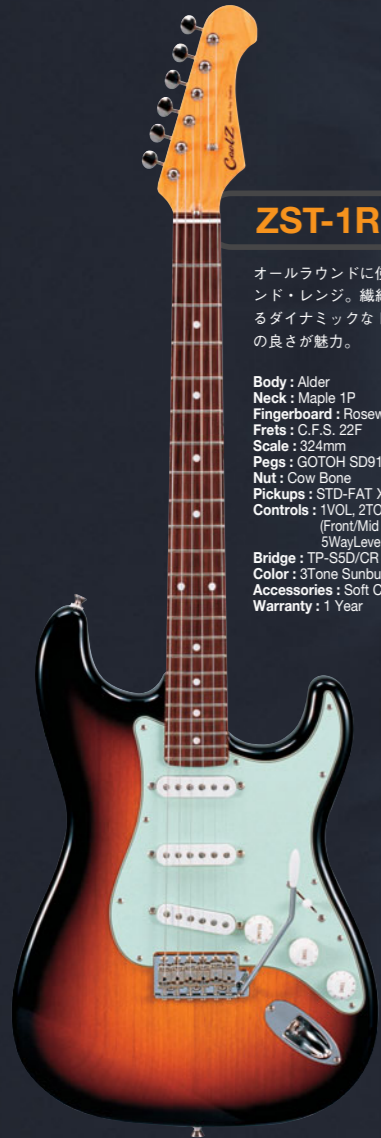 CoolZ
ZST-1R
オールラウンドに使
ンド・レンジ。繊細
るダイナミックな
の良さが魅力。
Body : Alder
Neck : Maple 1P
Fingerboard : Rosew
Frets : C.F.S. 22F
Scale : 324mm
Pegs : GOTOH SD91
Nut : Cow Bone
Pickups : STD-FAT X
Controls : 1VOL, 2TO
(Front/Mid
5WayLeve
Bridge : TP-S5D/CR
Color : 3Tone Sunbu
Accessories : Soft C
Warranty : 1 Year